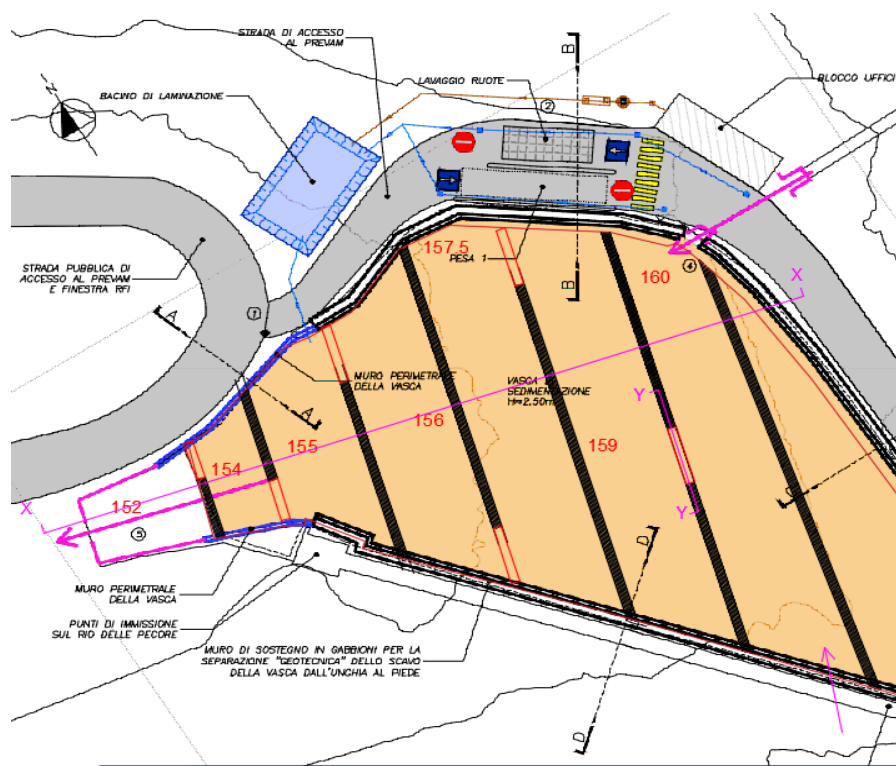 STRADA DI ACCESSO
AL PREVAM
B
LAVAGGIO RUOTE
BLOCCO UFFICI
N
BACINO DI LAMINAZIONE
2
STRADA PUBBLICA DI
ACCESSO AL PREVAM
E FINESTRA RFI
157.5
PESA 1
160
4
X
B
A
1
MURO PERIMETRALE
DELLA VASCA
VASCA
SEDIMENTAZIONE
H=2.50m
Y
156
A
155
159
154
152
X
5
Y
D
MURO PERIMETRALE
DELLA VASCA
PUNTI DI IMMISSIONE
SUL RIO DELLE PECORE
MURO DI SOSTEGNO IN GABBIONI PER LA
SEPARAZIONE "GEOTECNICA" DELLO SCAVO
DELLA VASCA DALL'UNGHIA AL PIEDE
D